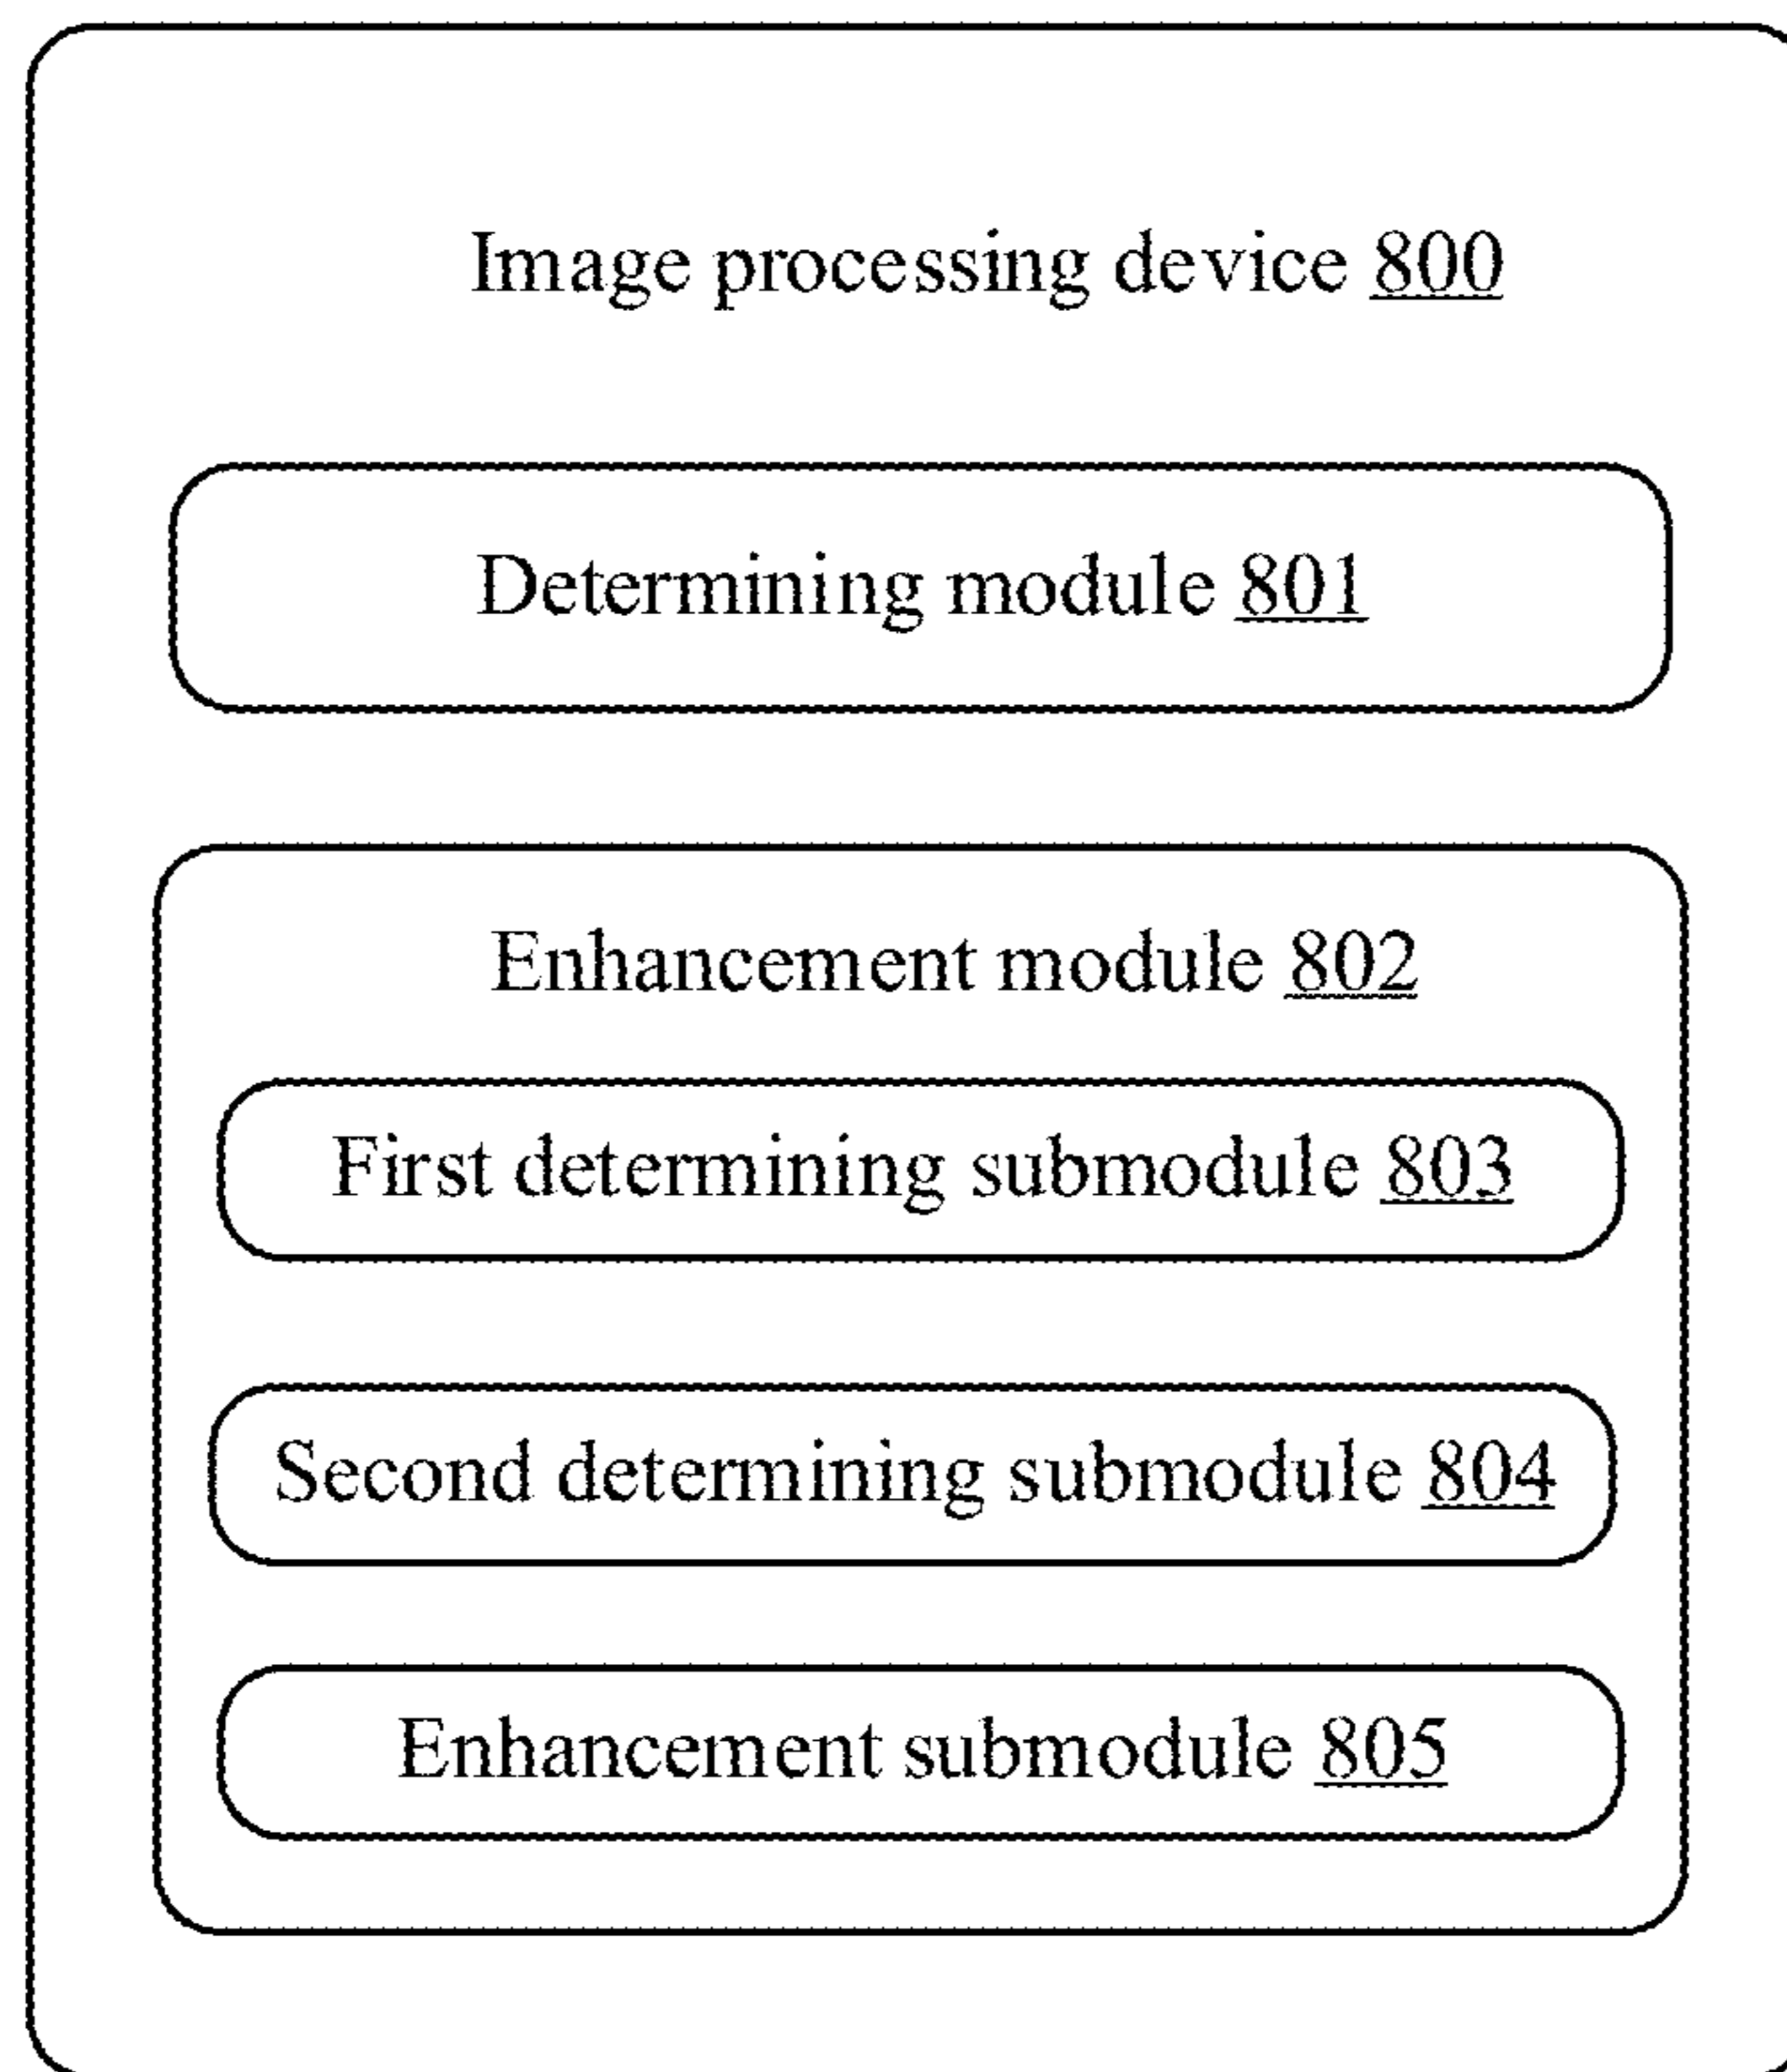 Image processing device 800
Determining module 801
Enhancement module 802
First determining submodule 803
Second determining submodule 804
Enhancement submodule 805